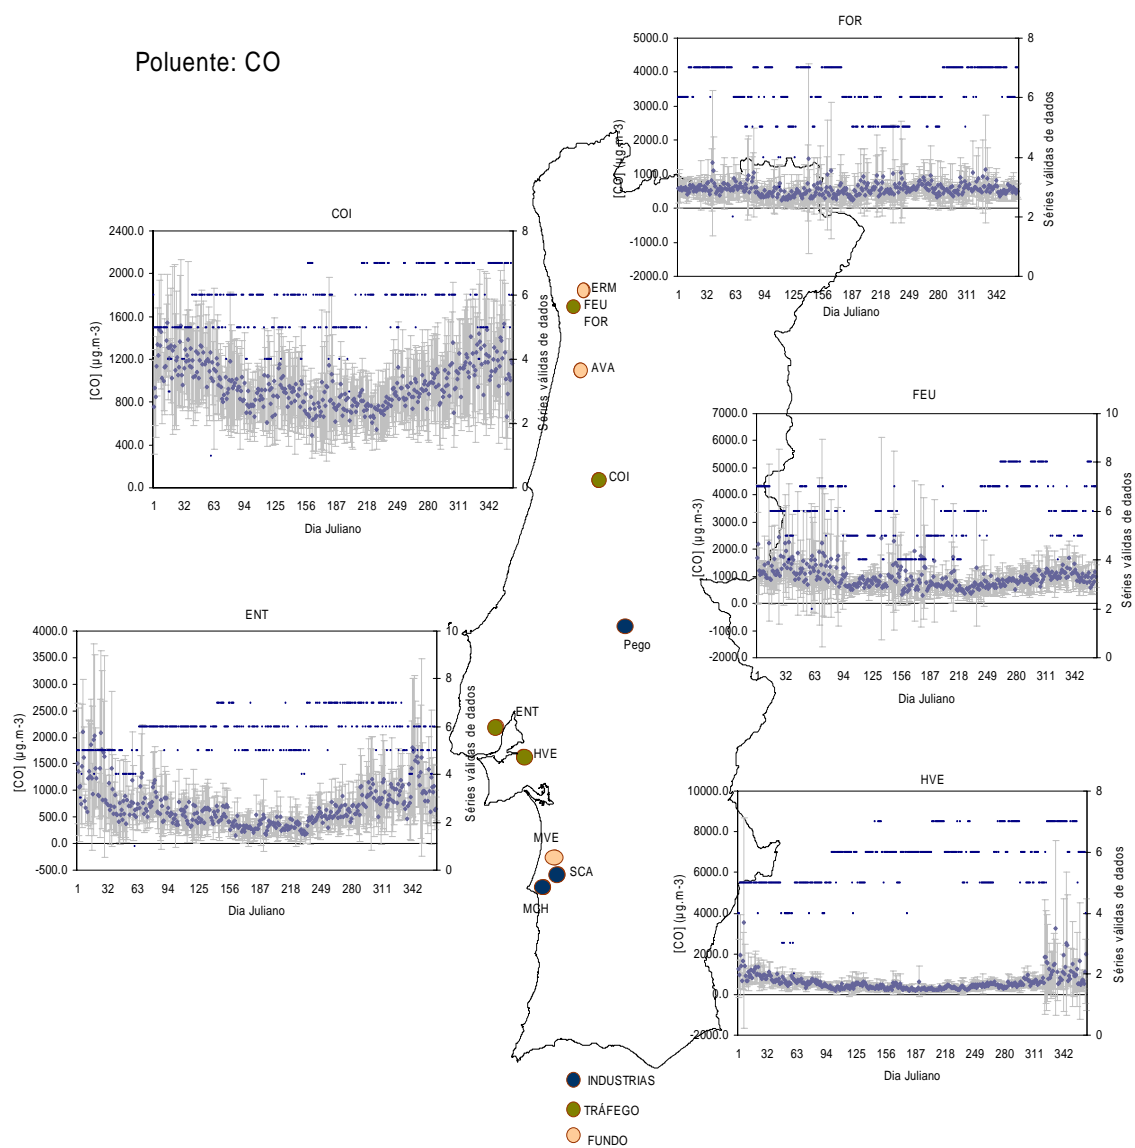 Poluente: CO
FOR
5000.0
4000.0
3000.0
2000.0
1000.0
0.0
-1000.0
-2000.0
[CO] (µg.m-3)
8
6
4
2
0
Séries válidas de dados
1 32 63 94 125 156 187 218 249 280 311 342
Dia Juliano
COI
2400.0
2000.0
1600.0
1200.0
800.0
400.0
0.0
[CO] (µg.m-3)
8
6
4
2
0
Séries válidas de dados
1 32 63 94 125 156 187 218 249 280 311 342
Dia Juliano
ERM
FEU
FOR
AVA
COI
Pego
ENT
HVE
MVE
SCA
MCH
FEU
7000.0
6000.0
5000.0
4000.0
3000.0
2000.0
1000.0
0.0
-1000.0
-2000.0
[CO] (µg.m-3)
10
8
6
4
2
0
Séries válidas de dados
1 32 63 94 125 156 187 218 249 280 311 342
Dia Juliano
ENT
4000.0
3500.0
3000.0
2500.0
2000.0
1500.0
1000.0
500.0
0.0
-500.0
[CO] (µg.m-3)
10
8
6
4
2
0
Séries válidas de dados
1 32 63 94 125 156 187 218 249 280 311 342
Dia Juliano
HVE
10000.0
8000.0
6000.0
4000.0
2000.0
0.0
-2000.0
[CO] (µg.m-3)
8
6
4
2
0
Séries válidas de dados
1 32 63 94 125 156 187 218 249 280 311 342
Dia Juliano
INDUSTRIAS
TRÁFEGO
FUNDO